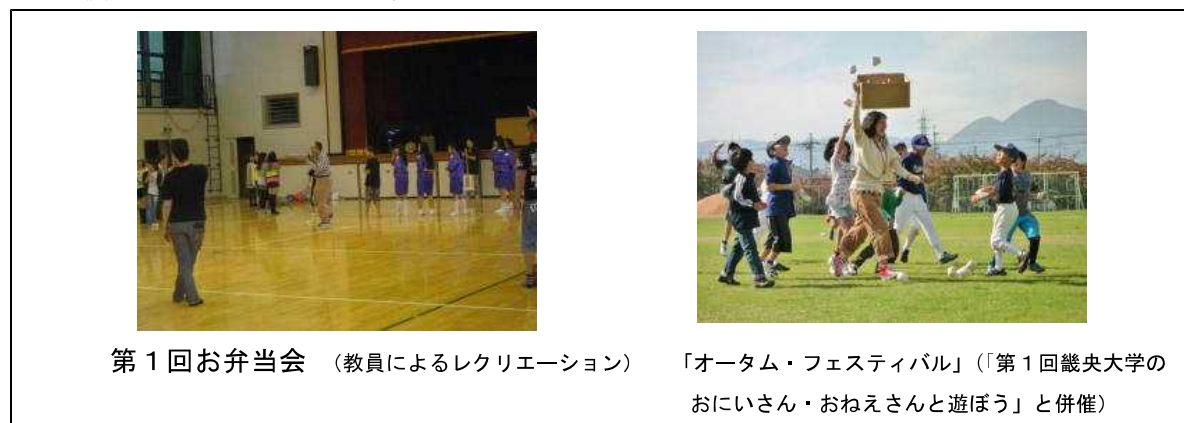 第１回お弁当会 （教員によるレクリエーション）
「オータム・フェスティバル」（「第１回畿央大学の
おにいさん・おねえさんと遊ぼう」と併催）